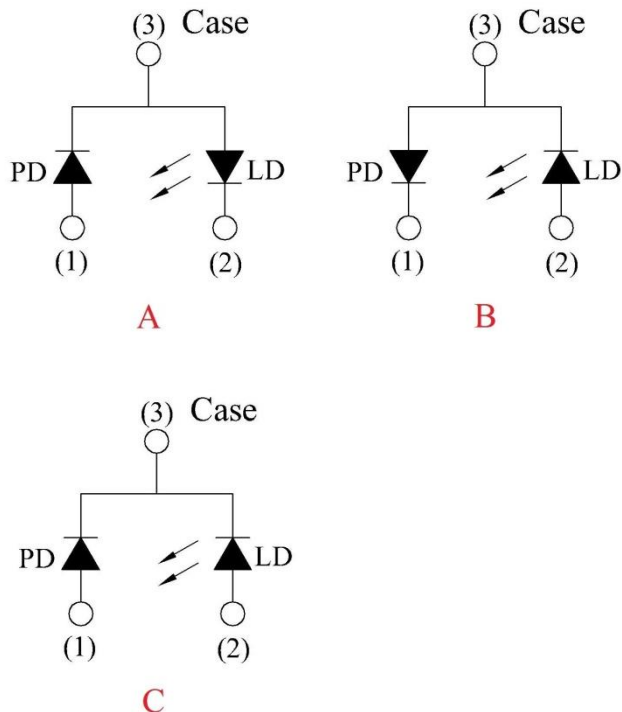 (3) Case
PD
LD
(1)
(2)
A
(3) Case
PD
LD
(1)
(2)
B
(3) Case
PD
LD
(1)
(2)
C